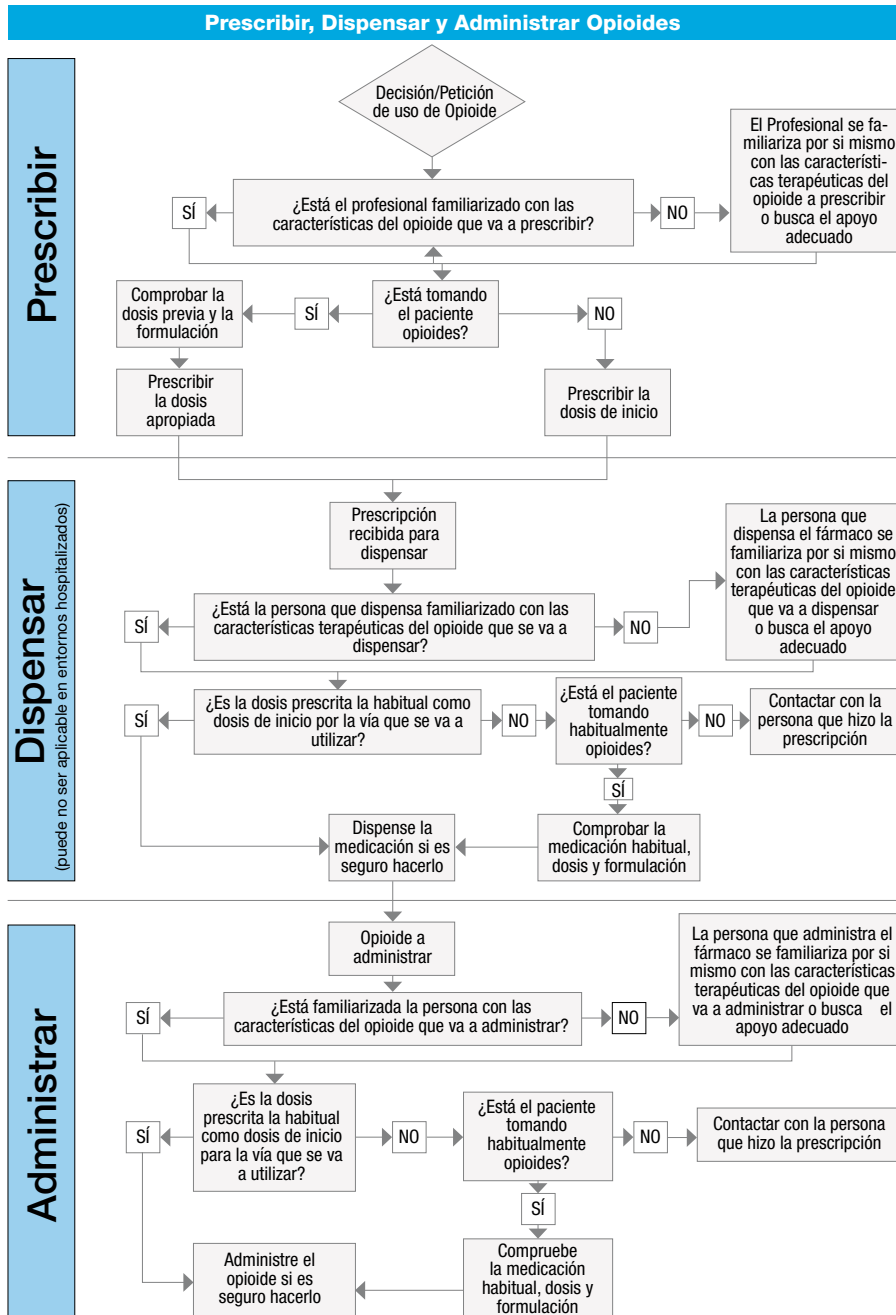 Prescribir, Dispensar y Administrar Opioides
Prescribir
Decisión/Petición
de uso de Opioide
¿Está el profesional familiarizado con las
características del opioide que va a prescribir?
SÍ
NO
El Profesional se fa-
miliariza por si mismo
con las característi-
cas terapéuticas del
opioide a prescribir
o busca el apoyo
adecuado
¿Está tomando
el paciente
opioides?
SÍ
NO
Comprobar la
dosis previa y la
formulación
Prescribir
la dosis
apropiada
Prescribir la
dosis de inicio
Dispensar
(puede no ser aplicable en entornos hospitalizados)
Prescripción
recibida para
dispensar
¿Está la persona que dispensa familiarizado con las
características terapéuticas del opioide que se va a
dispensar?
SÍ
NO
La persona que
dispensa el fármaco se
familiariza por si mismo
con las características
terapéuticas del opioide
que va a dispensar
o busca el apoyo
adecuado
¿Es la dosis prescrita la habitual como
dosis de inicio por la vía que se va a
utilizar?
SÍ
NO
¿Está el paciente
tomando
habitualmente
opioides?
NO
Contactar con la
persona que hizo la
prescripción
SÍ
Comprobar la
medicación habitual,
dosis y formulación
Dispense la
medicación si es
seguro hacerlo
Administrar
Opioide a
administrar
¿Está familiarizada la persona con las
características del opioide que va a administrar?
SÍ
NO
La persona que administra el
fármaco se familiariza por si
mismo con las características
terapéuticas del opioide que
va a administrar o busca el
apoyo adecuado
¿Es la dosis
prescrita la habitual
como dosis de inicio
para la vía que se va
a utilizar?
SÍ
NO
¿Está el paciente
tomando
habitualmente
opioides?
NO
Contactar con la persona
que hizo la prescripción
SÍ
Compruebe
la medicación
habitual, dosis y
formulación
Administre el
opioide si es
seguro hacerlo